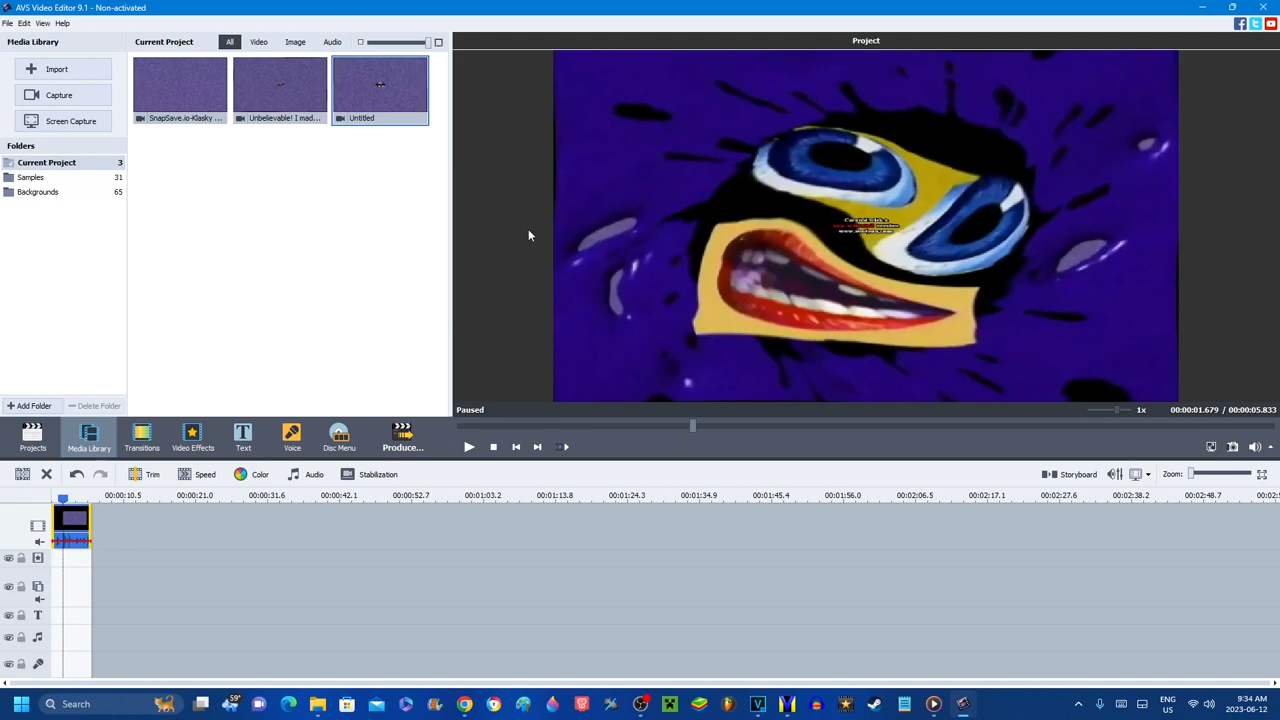 AVS Video Editor 9.1 - Non-activated
File Edit View Help
Media Library
Current Project All Video Image Audio
Project
Import
Capture
Screen Capture
SnapSave.io-Klasky ... Unbelievable! I mad... Untitled
Folders
Current Project 3
Samples 31
Backgrounds 65
www.avs4you.com
Add Folder Delete Folder
Paused 1x 00:00:01.679 / 00:00:05.833
Projects Media Library Transitions Video Effects Text Voice Disc Menu Produce...
Trim Speed Color Audio Stabilization Storyboard Zoom:
00:00:10.5 00:00:21.0 00:00:31.6 00:00:42.1 00:00:52.7 00:01:03.2 00:01:13.8 00:01:24.3 00:01:34.9 00:01:45.4 00:01:56.0 00:02:06.5 00:02:17.1 00:02:27.6 00:02:38.2 00:02:48.7 00:02:5
T
Search 59° ENG 9:34 AM
US 2023-06-12